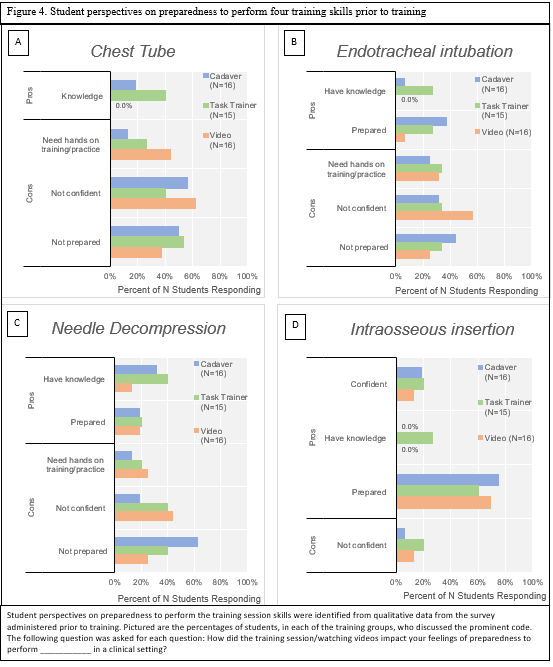 Figure 4. Student perspectives on preparedness to perform four training skills prior to training
A
Chest Tube
Pros
Cons
Knowledge
Need hands on
training/practice
Not confident
Not prepared
0.0%
Cadaver
(N=16)
Task Trainer
(N=15)
Video
(N=16)
0% 20% 40% 60% 80% 100%
Percent of N Students Responding
B
Endotracheal intubation
Pros
Cons
Have knowledge
Prepared
Need hands on
training/practice
Not confident
Not prepared
0.0%
Cadaver
(N=16)
Task Trainer
(N=15)
Video (N=16)
0% 20% 40% 60% 80% 100%
Percent of N Students Responding
C
Needle Decompression
Pros
Cons
Have knowledge
Prepared
Need hands on
training/practice
Not confident
Not prepared
Cadaver
(N=16)
Task Trainer
(N=15)
Video
(N=16)
0% 20% 40% 60% 80% 100%
Percent of N Students Responding
D
Intraosseous insertion
Pros
Cons
Confident
Have knowledge
Prepared
Not confident
0.0%
0.0%
Cadaver
(N=16)
Task Trainer
(N=15)
Video (N=16)
0% 20% 40% 60% 80% 100%
Percent of N Students Responding
Student perspectives on preparedness to perform the training session skills were identified from qualitative data from the survey
administered prior to training. Pictured are the percentages of students, in each of the training groups, who discussed the prominent code.
The following question was asked for each question: How did the training session/watching videos impact your feelings of preparedness to
perform ____________ in a clinical setting?